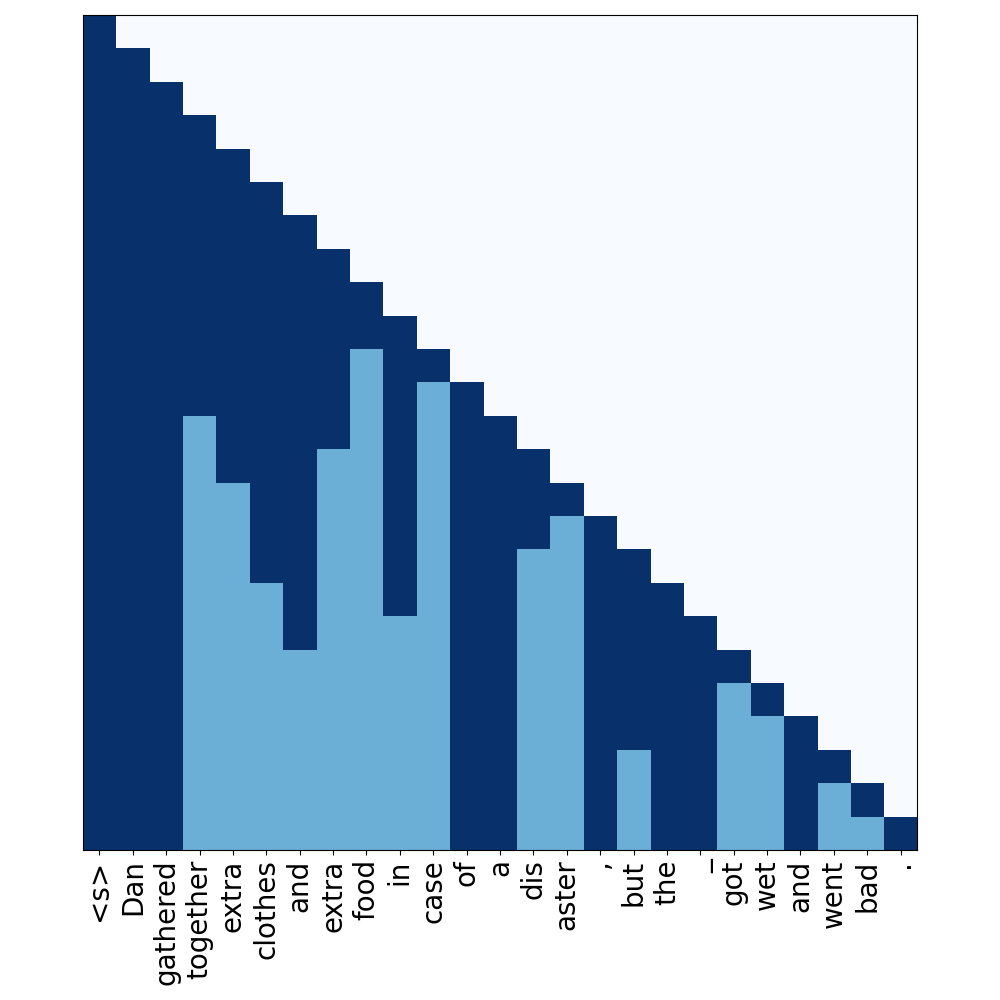 <s> Dan gathered together extra clothes and extra food in case of a dis aster , but the _ got wet and went bad .